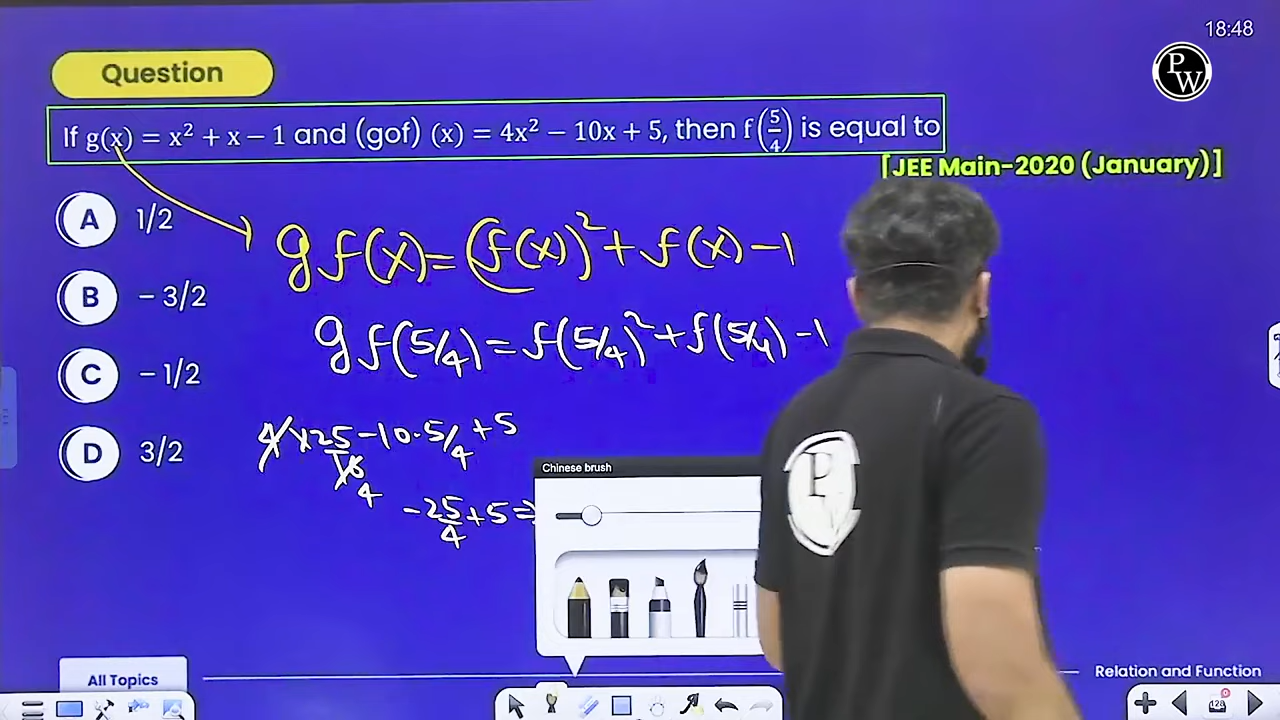 18:48
Question
PW
If g(x) = x² + x − 1 and (gof) (x) = 4x² − 10x + 5, then f(5/4) is equal to
[JEE Main-2020 (January)]
A 1/2
B − 3/2
C − 1/2
D 3/2
gf(x)=(f(x))²+f(x)−1
gf(5/4)=f(5/4)²+f(5/4)−1
4×25/16−10·5/4+5
4
−25/4+5⇒
Chinese brush
P
All Topics
Relation and Function
128